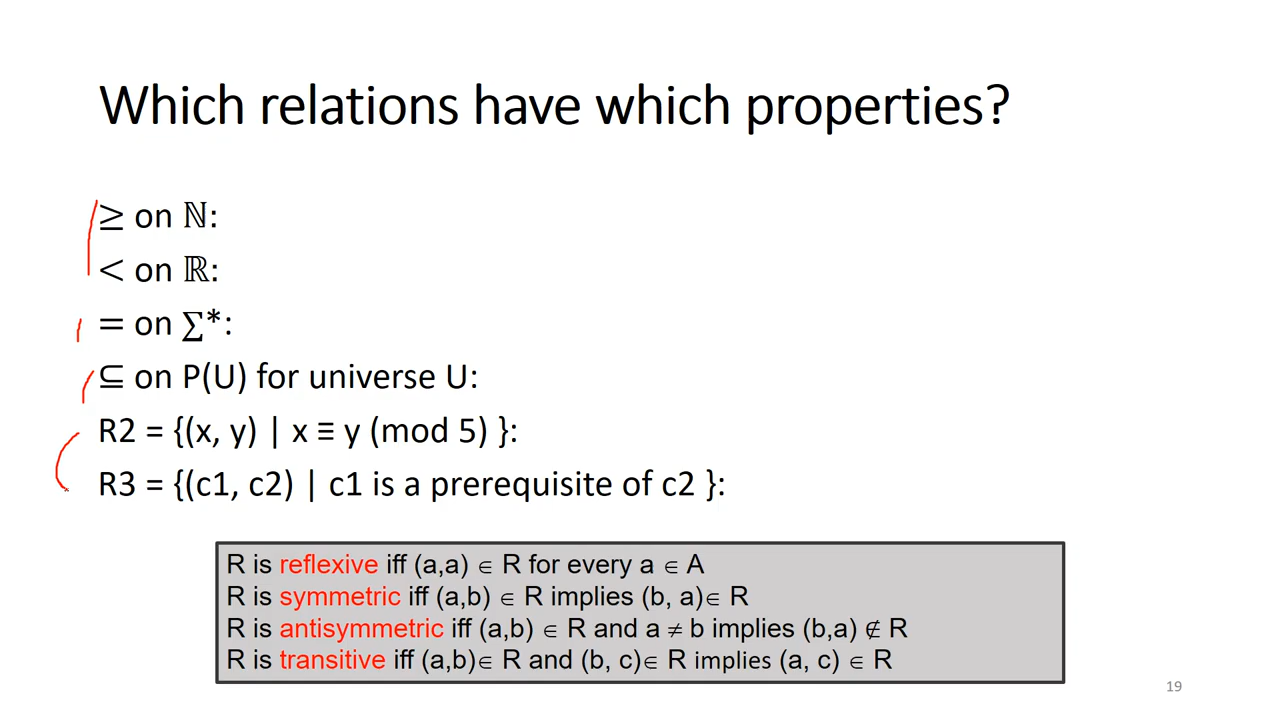 Which relations have which properties?
≥ on ℕ:
< on ℝ:
= on ∑*:
⊆ on P(U) for universe U:
R2 = {(x, y) | x ≡ y (mod 5) }:
R3 = {(c1, c2) | c1 is a prerequisite of c2 }:
R is reflexive iff (a,a) ∈ R for every a ∈ A
R is symmetric iff (a,b) ∈ R implies (b, a)∈ R
R is antisymmetric iff (a,b) ∈ R and a ≠ b implies (b,a) ∉ R
R is transitive iff (a,b)∈ R and (b, c)∈ R implies (a, c) ∈ R
19